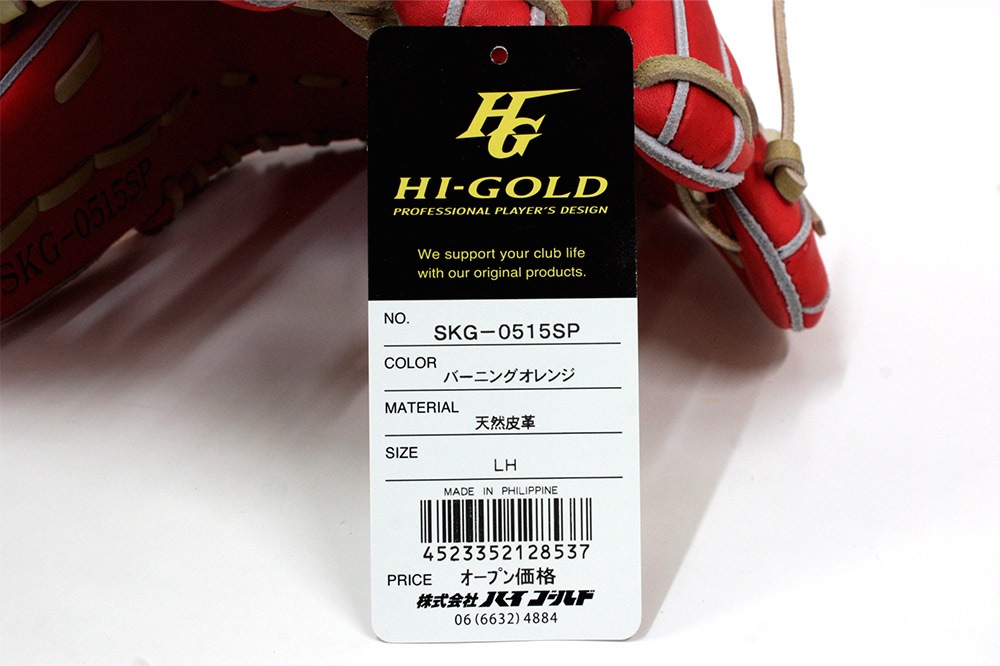 SKG-0515SP
HG
HI-GOLD
PROFESSIONAL PLAYER'S DESIGN
We support your club life
with our original products.
NO. SKG-0515SP
COLOR バーニングオレンジ
MATERIAL 天然皮革
SIZE LH
MADE IN PHILIPPINE
4523352128537
PRICE オープン価格
株式会社ハイゴールド
06(6632)4884